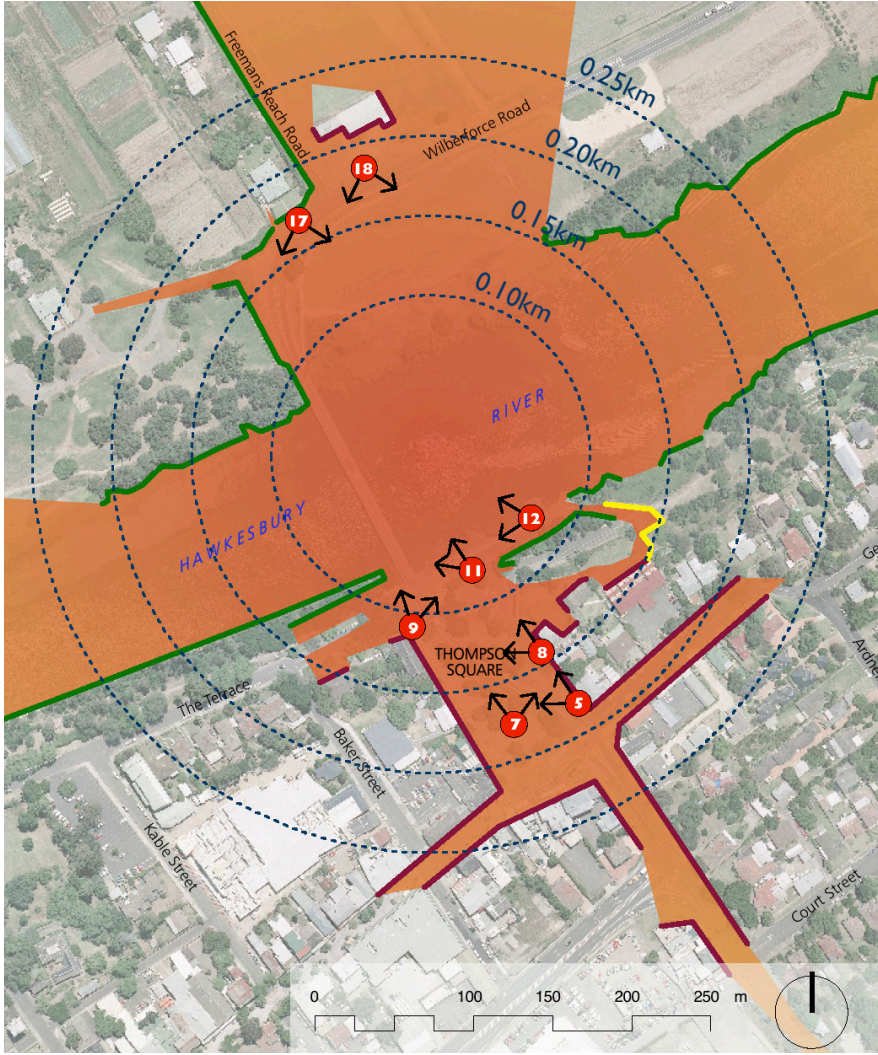 0.25km
Freemans Reach Road
Wilberforce Road
0.20km
18
17
0.15km
0.10km
RIVER
HAWKESBURY
12
11
9
THOMPSON
SQUARE
8
5
7
The Terrace
Baker Street
Kable Street
Court Street
0 100 150 200 250 m